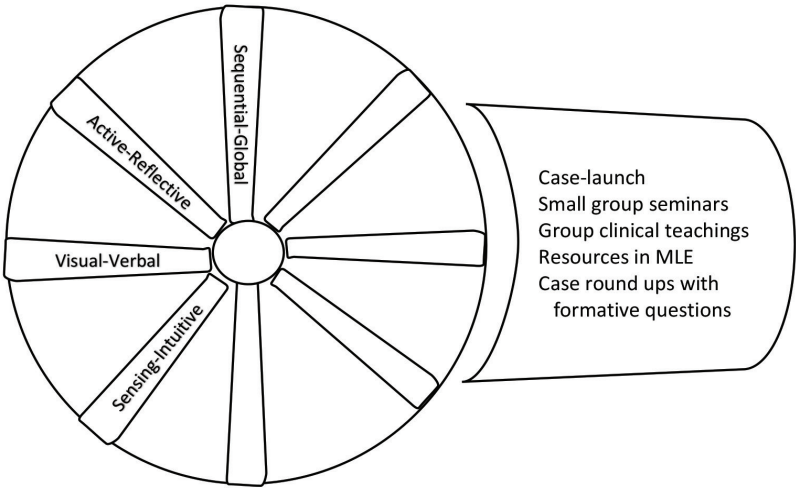 Sequential-Global
Active-Reflective
Visual-Verbal
Sensing-Intuitive
Case-launch
Small group seminars
Group clinical teachings
Resources in MLE
Case round ups with
formative questions